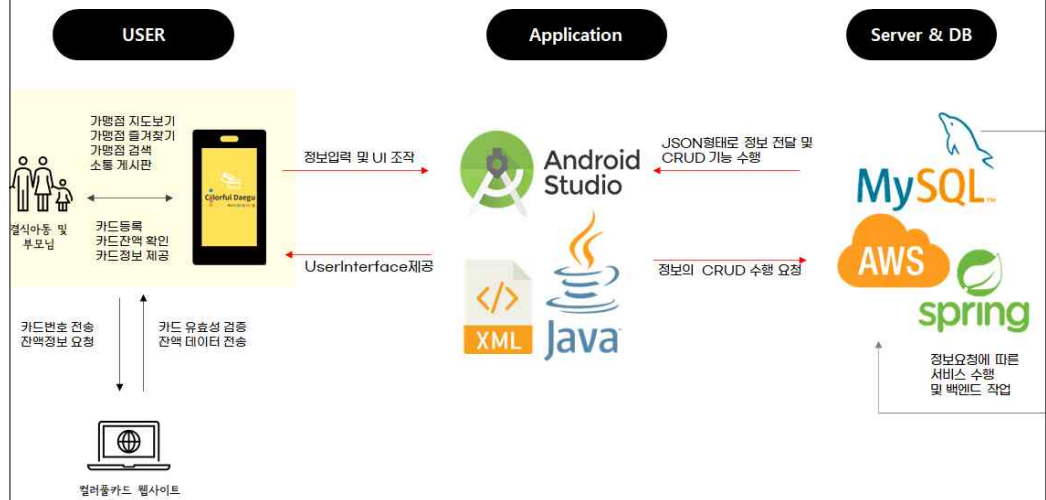 USER
Application
Server & DB
가맹점 지도보기
가맹점 즐겨찾기
가맹점 검색
소통 게시판
Colorful Daegu
결식아동 및
부모님
카드등록
카드잔액 확인
카드정보 제공
정보입력 및 UI 조작
UserInterface제공
Android
Studio
XML
Java
JSON형태로 정보 전달 및
CRUD 기능 수행
정보의 CRUD 수행 요청
MySQL
AWS
spring
정보요청에 따른
서비스 수행
및 백엔드 작업
카드번호 전송
잔액정보 요청
카드 유효성 검증
잔액 데이터 전송
컬러풀카드 웹사이트